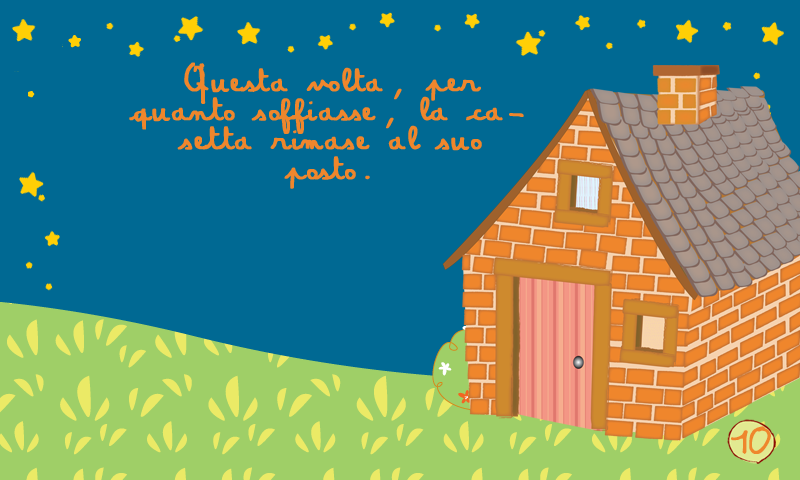 Questa volta, per
quanto soffiasse, la ca-
setta rimase al suo
posto.
10